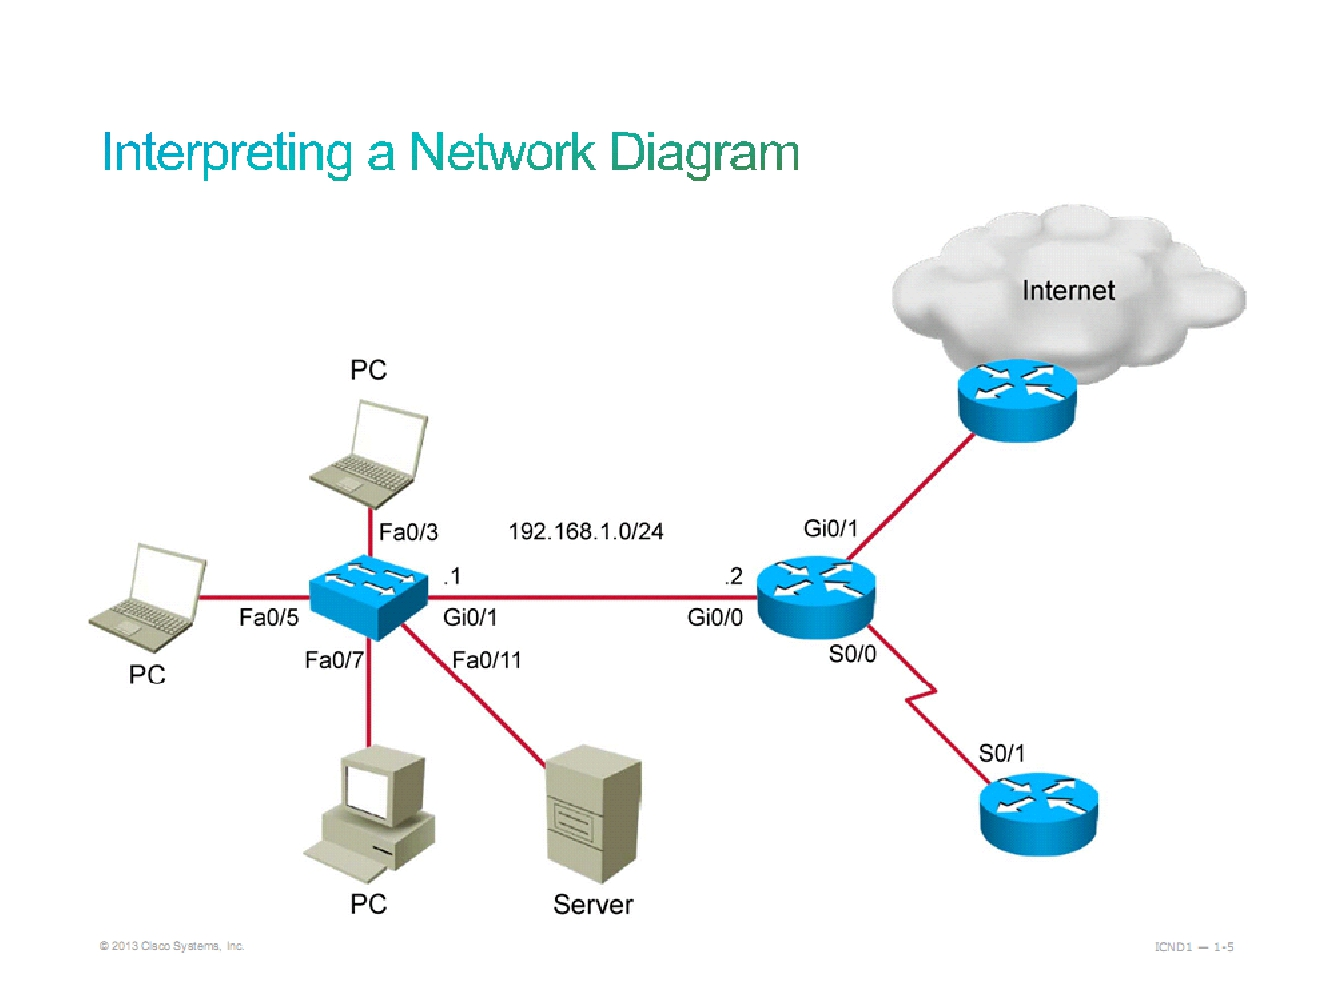 Interpreting a Network Diagram
Internet
PC
Fa0/3
192.168.1.0/24
Gi0/1
.1
.2
Fa0/5
Gi0/1
Gi0/0
PC
Fa0/7
Fa0/11
S0/0
S0/1
PC
Server
© 2013 Cisco Systems, Inc.
ICND1 — 1-5